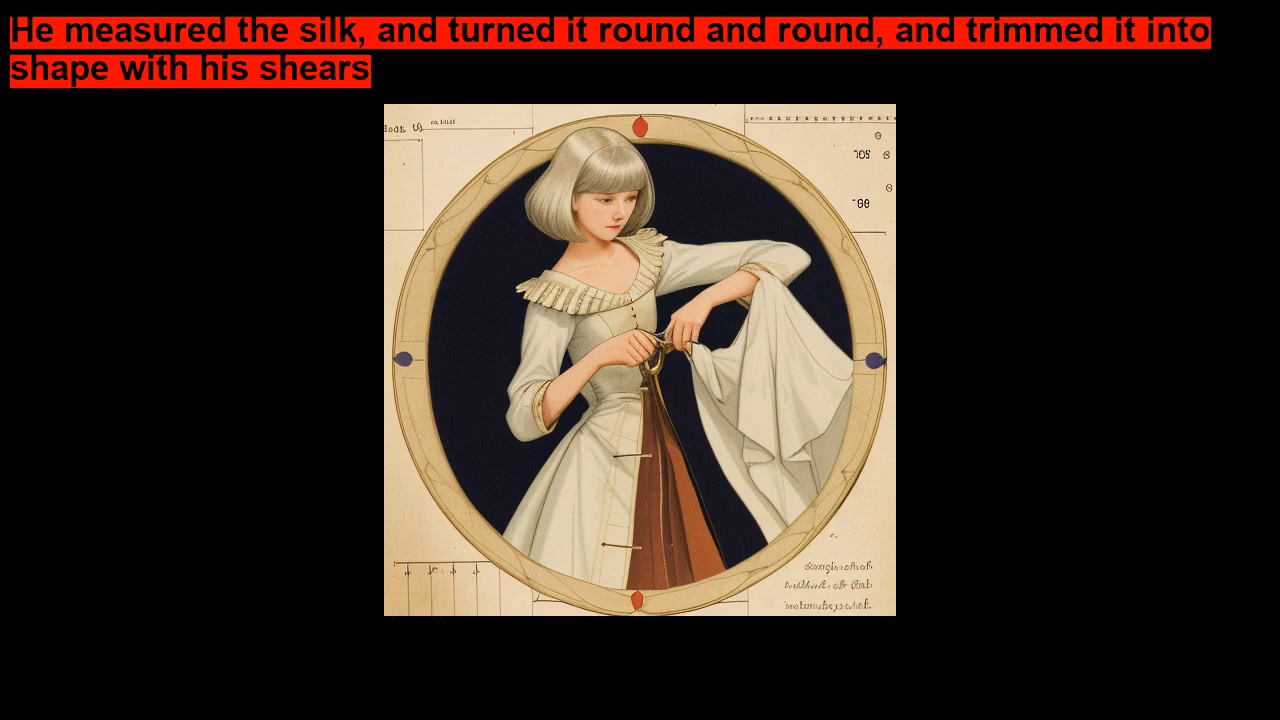 He measured the silk, and turned it round and round, and trimmed it into
shape with his shears